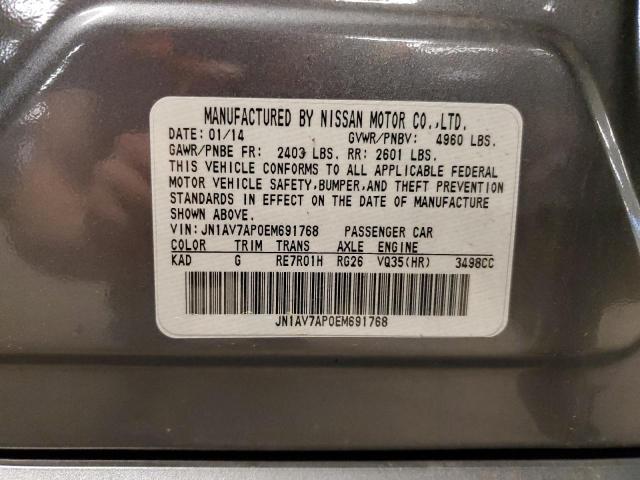 MANUFACTURED BY NISSAN MOTOR CO.,LTD.
DATE: 01/14 GVWR/PNBV: 4960 LBS.
GAWR/PNBE FR: 2403 LBS. RR: 2601 LBS.
THIS VEHICLE CONFORMS TO ALL APPLICABLE FEDERAL
MOTOR VEHICLE SAFETY,BUMPER,AND THEFT PREVENTION
STANDARDS IN EFFECT ON THE DATE OF MANUFACTURE
SHOWN ABOVE.
VIN:JN1AV7AP0EM691768 PASSENGER CAR
COLOR TRIM TRANS AXLE ENGINE
KAD G RE7R01H RG26 VQ35(HR) 3498CC
JN1AV7AP0EM691768